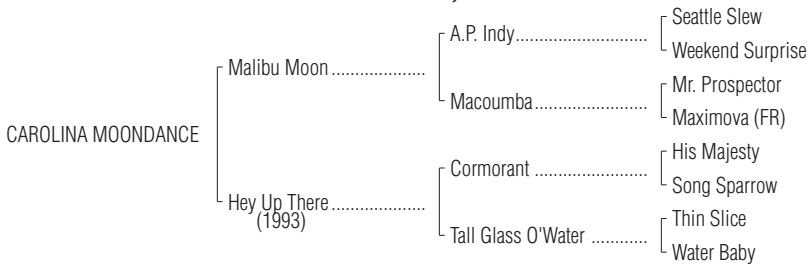 Seattle Slew
A.P. Indy..............................
Weekend Surprise
Malibu Moon .....................
Mr. Prospector
Macoumba..........................
Maximova (FR)
CAROLINA MOONDANCE
His Majesty
Cormorant ..........................
Song Sparrow
Hey Up There.....................
(1993)
Thin Slice
Tall Glass O'Water ............
Water Baby